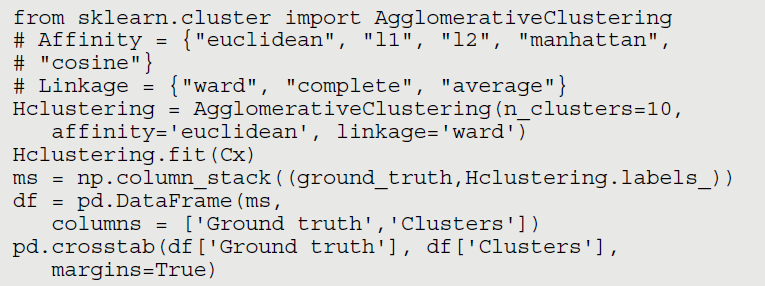 from sklearn.cluster import AgglomerativeClustering
# Affinity = {"euclidean", "l1", "l2", "manhattan",
# "cosine"}
# Linkage = {"ward", "complete", "average"}
Hclustering = AgglomerativeClustering(n_clusters=10,
   affinity='euclidean', linkage='ward')
Hclustering.fit(Cx)
ms = np.column_stack((ground_truth,Hclustering.labels_))
df = pd.DataFrame(ms,
   columns = ['Ground truth','Clusters'])
pd.crosstab(df['Ground truth'], df['Clusters'],
   margins=True)